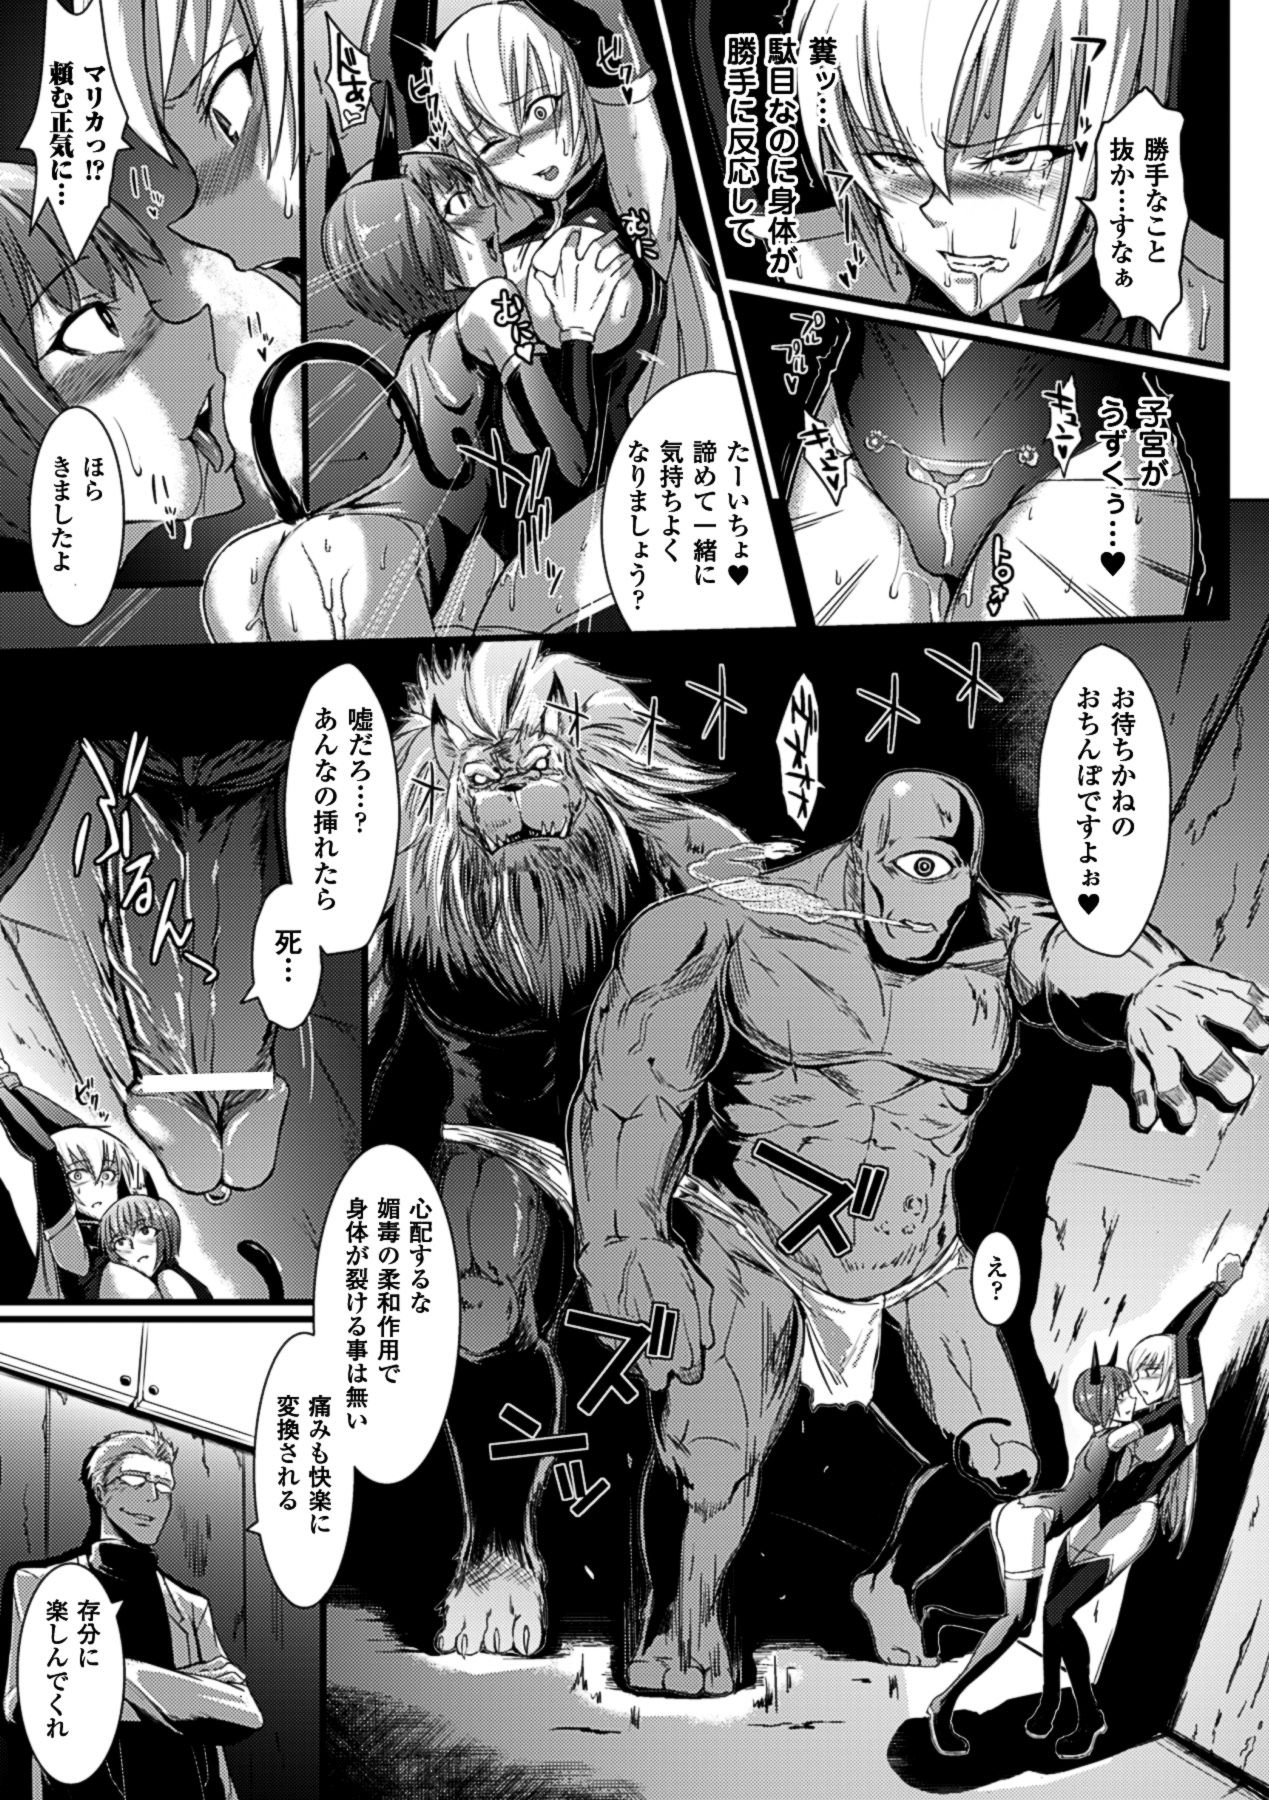 勝手なこと
抜か…すなぁ
糞ッ…
駄目なのに身体が
勝手に反応して
子宮が
うずくぅ…♥
たーいちょ♥
諦めて一緒に
気持ちよく
なりましょう?
マリカっ!?
頼む正気に…
ほら
きましたよ
お待ちかねの
おちんぽですよぉ♥
え?
嘘だろ…?
あんなの挿れたら
死…
心配するな
媚毒の柔和作用で
身体が裂ける事は無い
痛みも快楽に
変換される
存分に
楽しんでくれ
ズズン
ぶるんっ